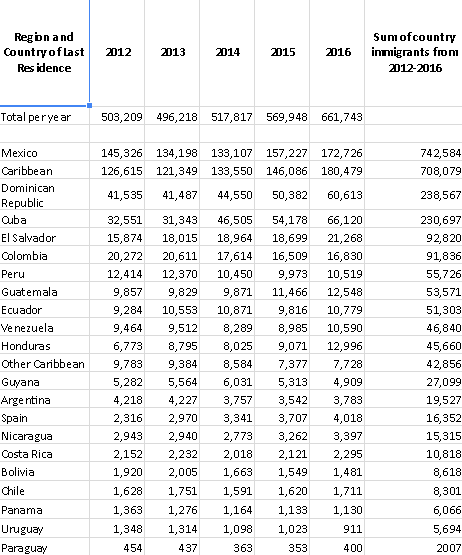 Region and Country of Last Residence 2012 2013 2014 2015 2016 Sum of country immigrants from 2012-2016
Total per year 503,209 496,218 517,817 569,948 661,743
Mexico 145,326 134,198 133,107 157,227 172,726 742,584
Caribbean 126,615 121,349 133,550 146,086 180,479 708,079
Dominican Republic 41,535 41,487 44,550 50,382 60,613 238,567
Cuba 32,551 31,343 46,505 54,178 66,120 230,697
El Salvador 15,874 18,015 18,964 18,699 21,268 92,820
Colombia 20,272 20,611 17,614 16,509 16,830 91,836
Peru 12,414 12,370 10,450 9,973 10,519 55,726
Guatemala 9,857 9,829 9,871 11,466 12,548 53,571
Ecuador 9,284 10,553 10,871 9,816 10,779 51,303
Venezuela 9,464 9,512 8,289 8,985 10,590 46,840
Honduras 6,773 8,795 8,025 9,071 12,996 45,660
Other Caribbean 9,783 9,384 8,584 7,377 7,728 42,856
Guyana 5,282 5,564 6,031 5,313 4,909 27,099
Argentina 4,218 4,227 3,757 3,542 3,783 19,527
Spain 2,316 2,970 3,341 3,707 4,018 16,352
Nicaragua 2,943 2,940 2,773 3,262 3,397 15,315
Costa Rica 2,152 2,232 2,018 2,121 2,295 10,818
Bolivia 1,920 2,005 1,663 1,549 1,481 8,618
Chile 1,628 1,751 1,591 1,620 1,711 8,301
Panama 1,363 1,276 1,164 1,133 1,130 6,066
Uruguay 1,348 1,314 1,098 1,023 911 5,694
Paraguay 454 437 363 353 400 2007